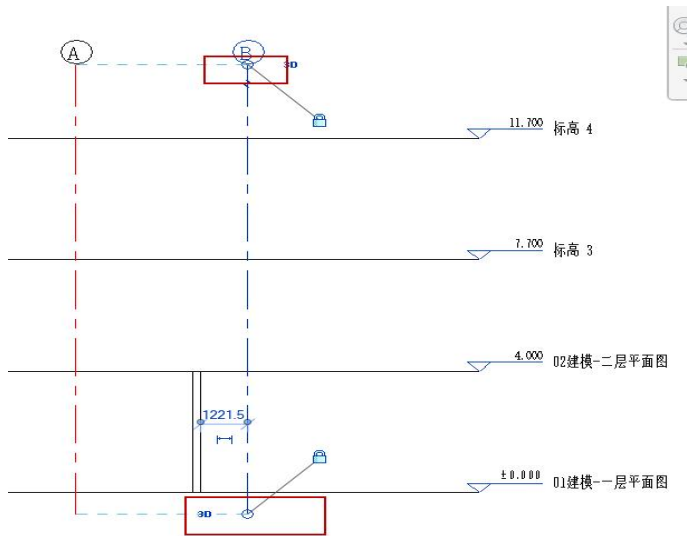 A
B
3D
11.700
标高 4
7.700
标高 3
4.000
02建模-二层平面图
1221.5
±0.000
01建模-一层平面图
3D